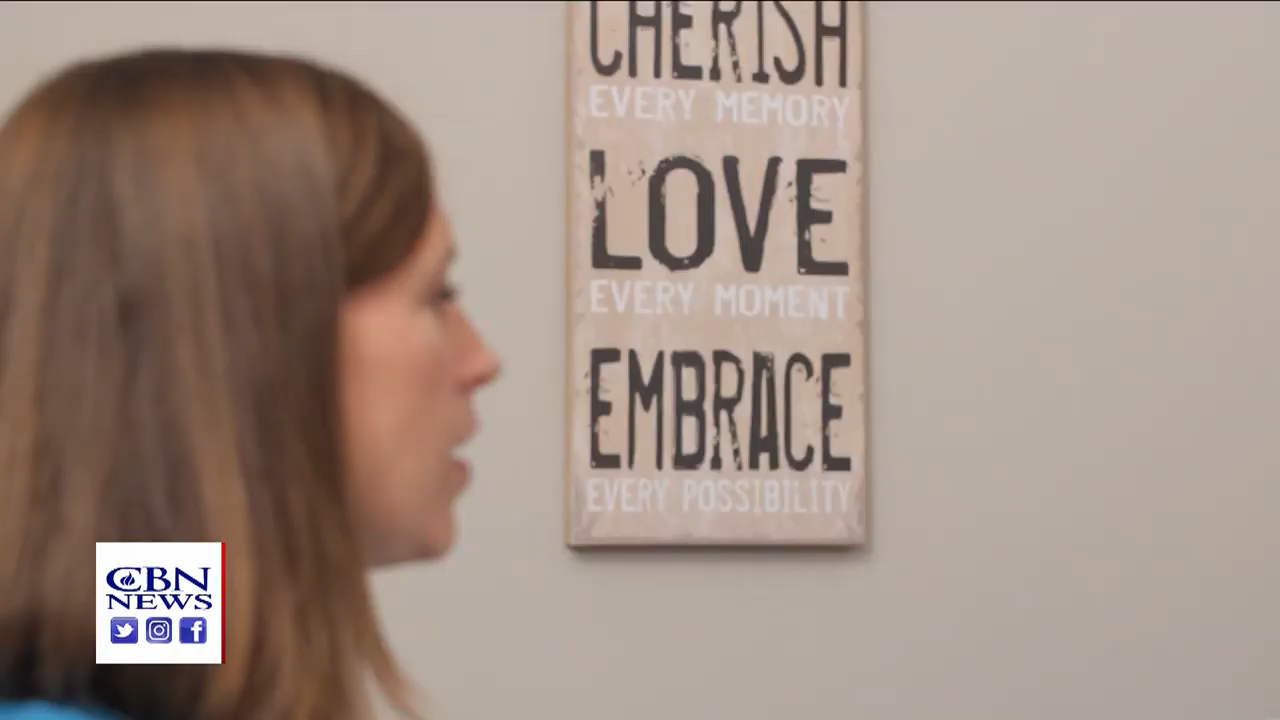 CHERISH
EVERY MEMORY
LOVE
EVERY MOMENT
EMBRACE
EVERY POSSIBILITY
CBN
NEWS